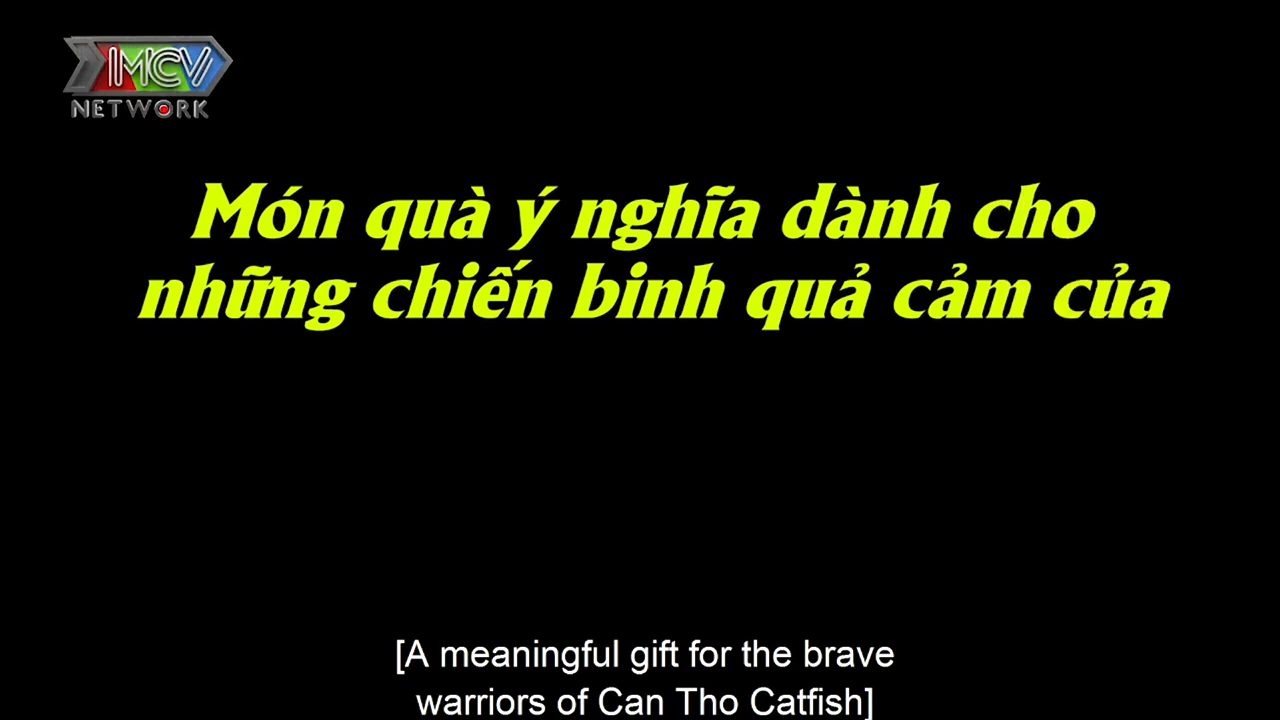 MCV
NETWORK
Món quà ý nghĩa dành cho
những chiến binh quả cảm của
[A meaningful gift for the brave
warriors of Can Tho Catfish]